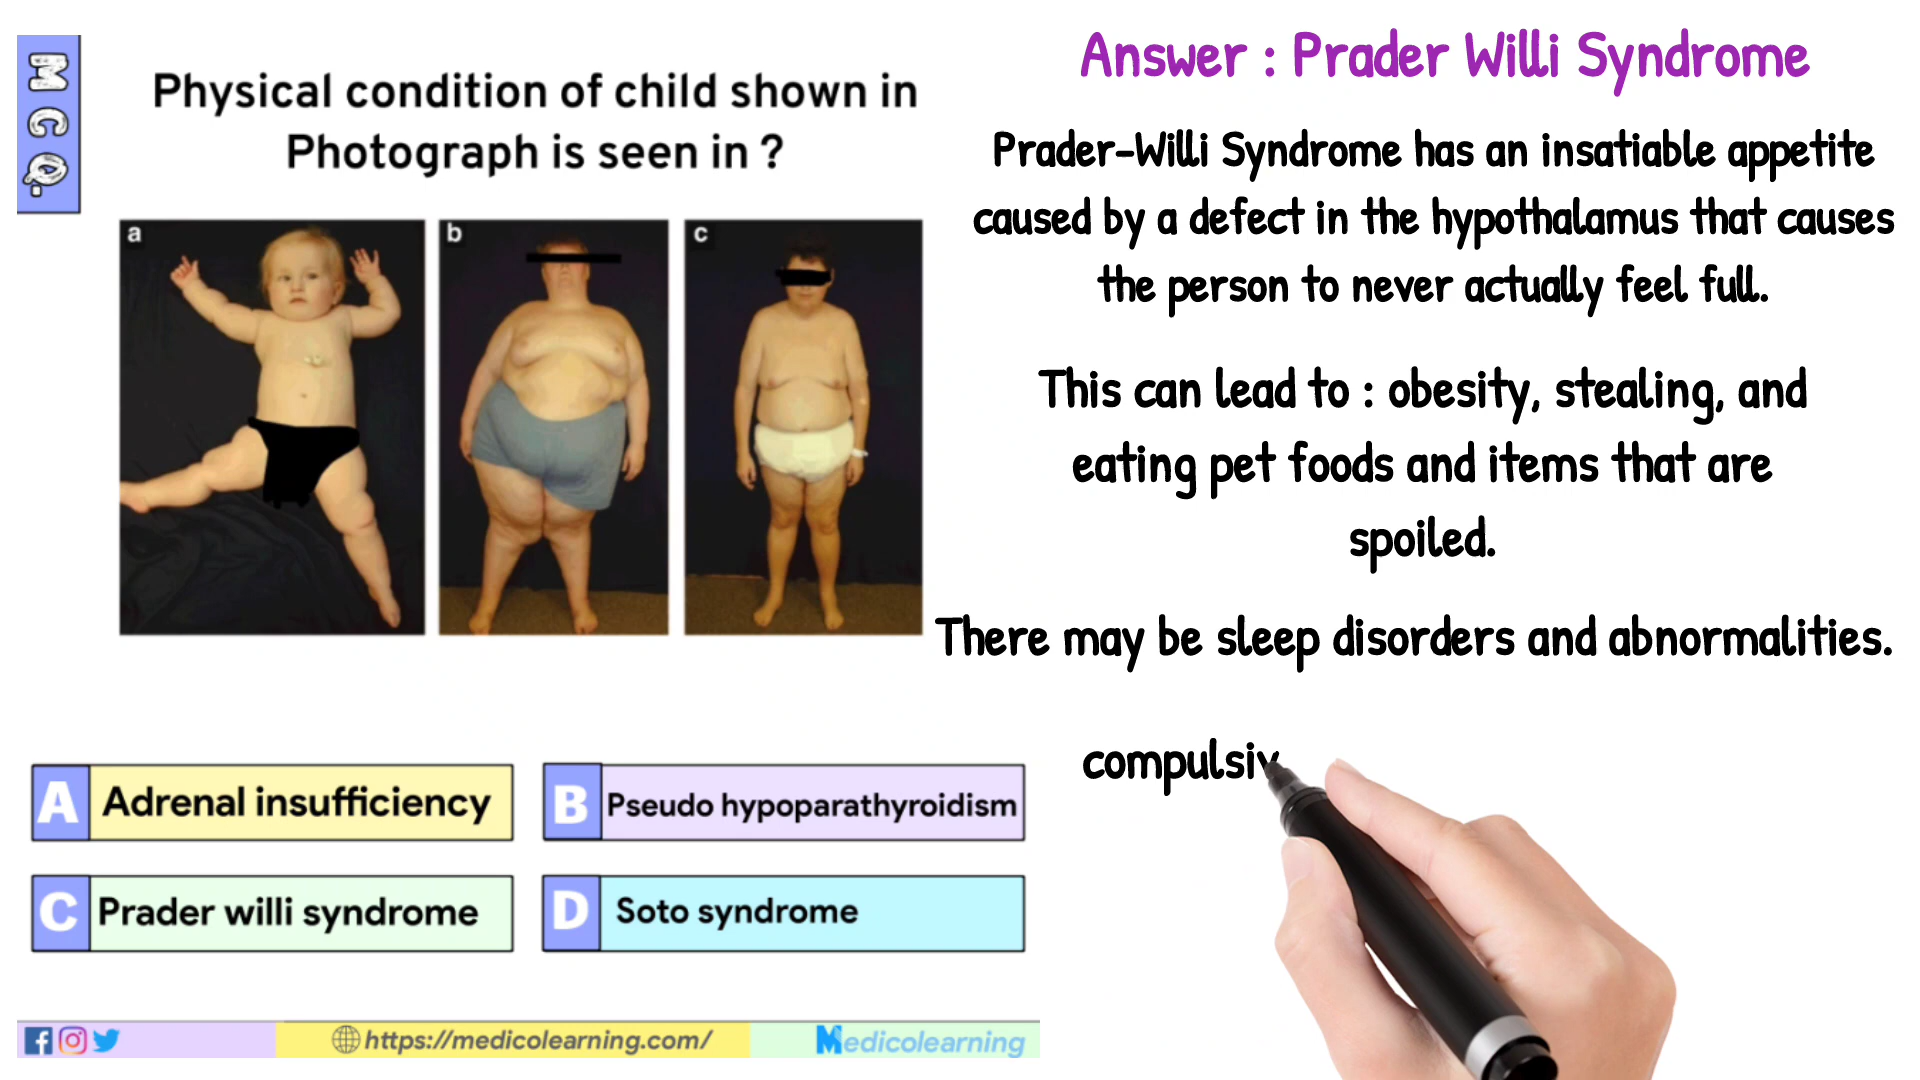 MCQ
Physical condition of child shown in
Photograph is seen in ?
a
b
c
A Adrenal insufficiency
B Pseudo hypoparathyroidism
C Prader willi syndrome
D Soto syndrome
https://medicolearning.com/
Medicolearning
Answer : Prader Willi Syndrome
Prader-Willi Syndrome has an insatiable appetite
caused by a defect in the hypothalamus that causes
the person to never actually feel full.
This can lead to : obesity, stealing, and
eating pet foods and items that are
spoiled.
There may be sleep disorders and abnormalities.
compulsiv